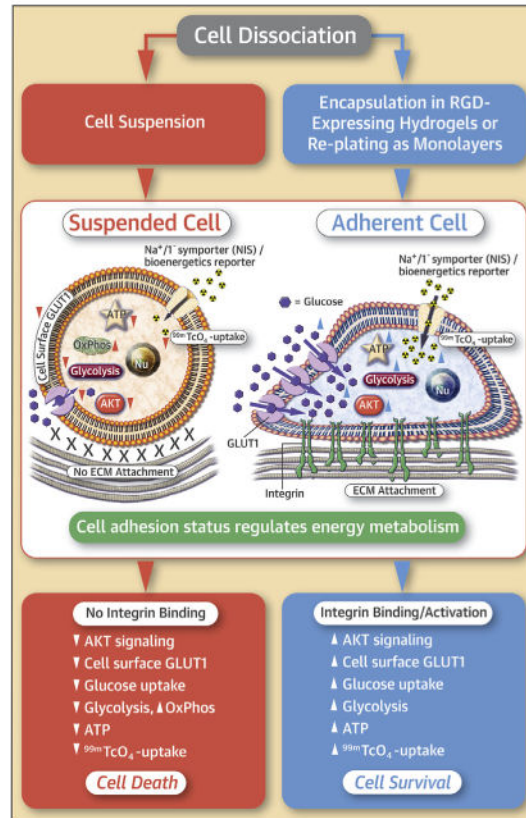 Cell Dissociation
Cell Suspension
Encapsulation in RGD-
Expressing Hydrogels or
Re-plating as Monolayers
Suspended Cell
Adherent Cell
Na⁺/1⁻ symporter (NIS) /
bioenergetics reporter
Na⁺/1⁻ symporter (NIS) /
bioenergetics reporter
Cell Surface GLUT1
ATP
OxPhos
Glycolysis
Nu
AKT
⁹⁹ᵐTcO₄-uptake
No ECM Attachment
= Glucose
ATP
Glycolysis
Nu
AKT
⁹⁹ᵐTcO₄-uptake
GLUT1
Integrin
ECM Attachment
Cell adhesion status regulates energy metabolism
No Integrin Binding
▼ AKT signaling
▼ Cell surface GLUT1
▼ Glucose uptake
▼ Glycolysis, ▲OxPhos
▼ ATP
▼ ⁹⁹ᵐTcO₄-uptake
Cell Death
Integrin Binding/Activation
▲ AKT signaling
▲ Cell surface GLUT1
▲ Glucose uptake
▲ Glycolysis
▲ ATP
▲ ⁹⁹ᵐTcO₄-uptake
Cell Survival